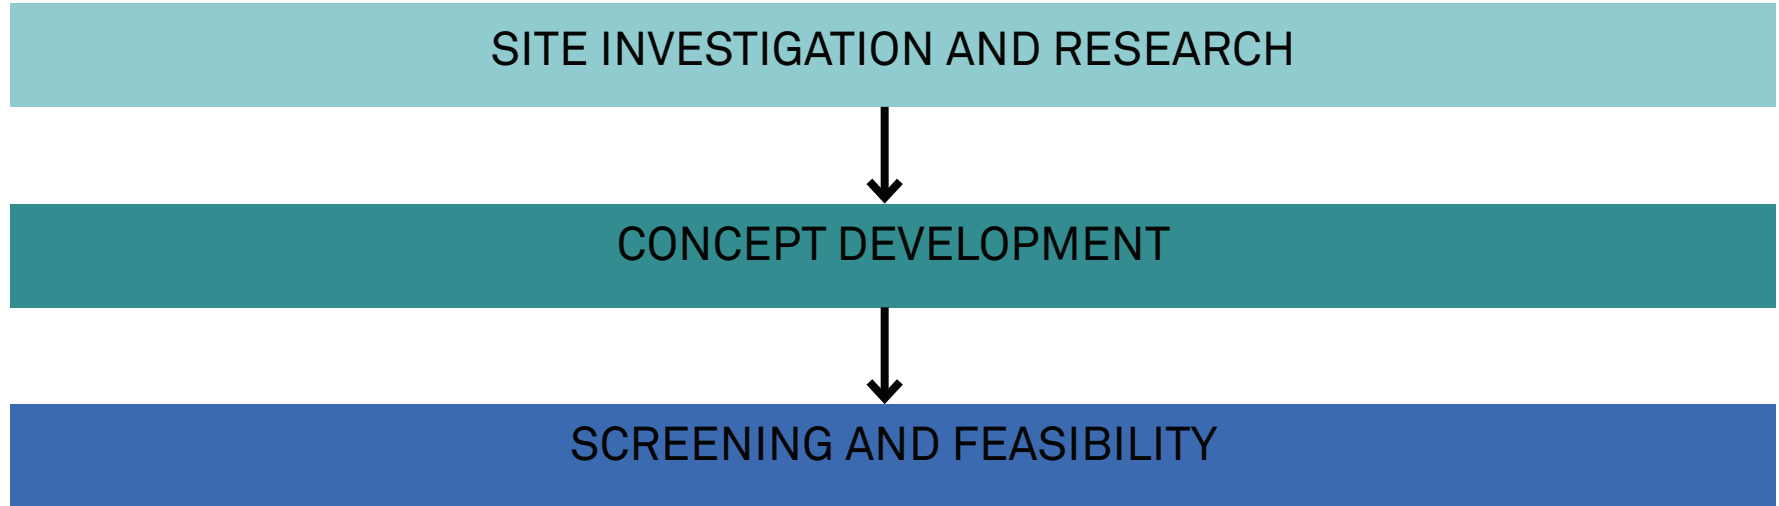 SITE INVESTIGATION AND RESEARCH
CONCEPT DEVELOPMENT
SCREENING AND FEASIBILITY